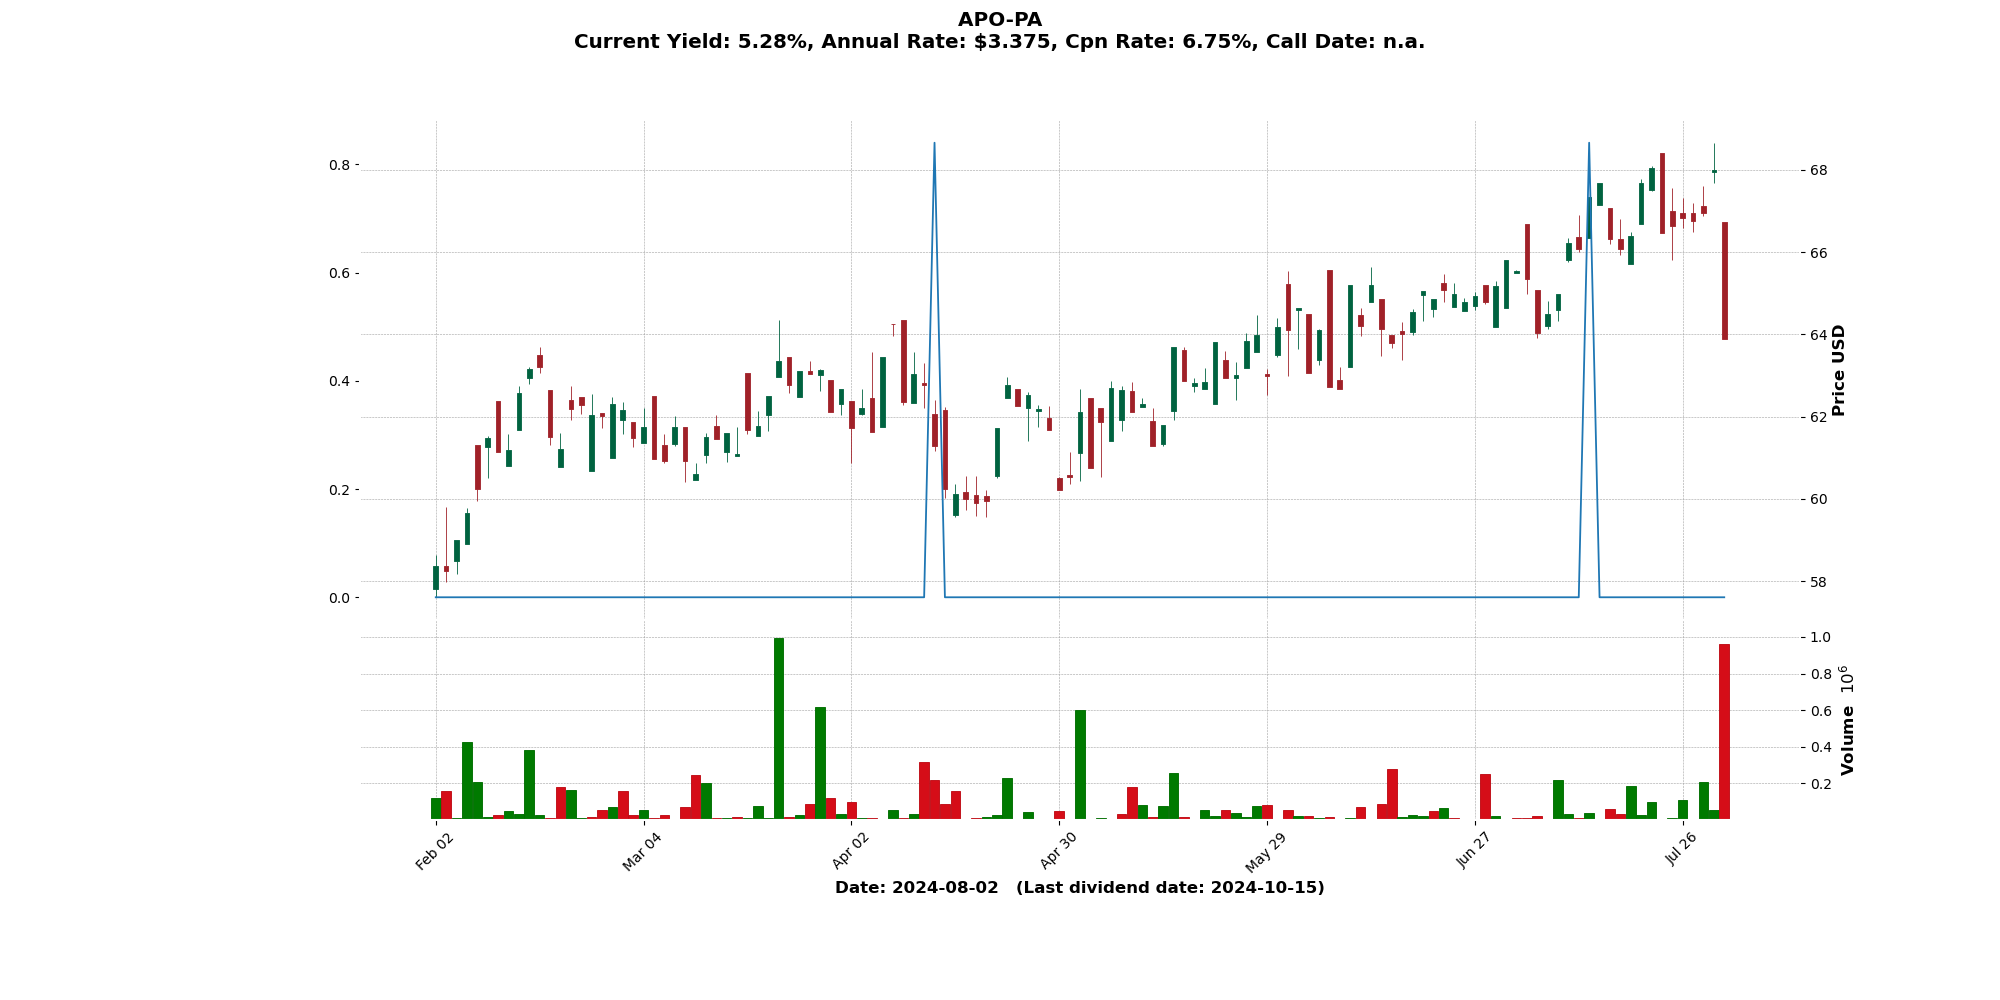 APO-PA
Current Yield: 5.28%, Annual Rate: $3.375, Cpn Rate: 6.75%, Call Date: n.a.
0.8
0.6
0.4
0.2
0.0
68
66
64
62
60
58
Price USD
1.0
0.8
0.6
0.4
0.2
Volume 10^6
Feb 02
Mar 04
Apr 02
Apr 30
May 29
Jun 27
Jul 26
Date: 2024-08-02 (Last dividend date: 2024-10-15)